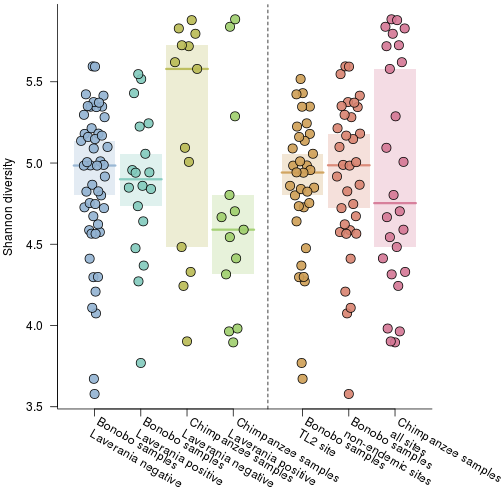 Shannon diversity
5.5
5.0
4.5
4.0
3.5
Bonobo samples
Laverania negative
Bonobo samples
Laverania positive
Chimpanzee samples
Laverania negative
Chimpanzee samples
Laverania positive
Bonobo samples
TL2 site
Bonobo samples
non-endemic sites
Chimpanzee samples
all sites